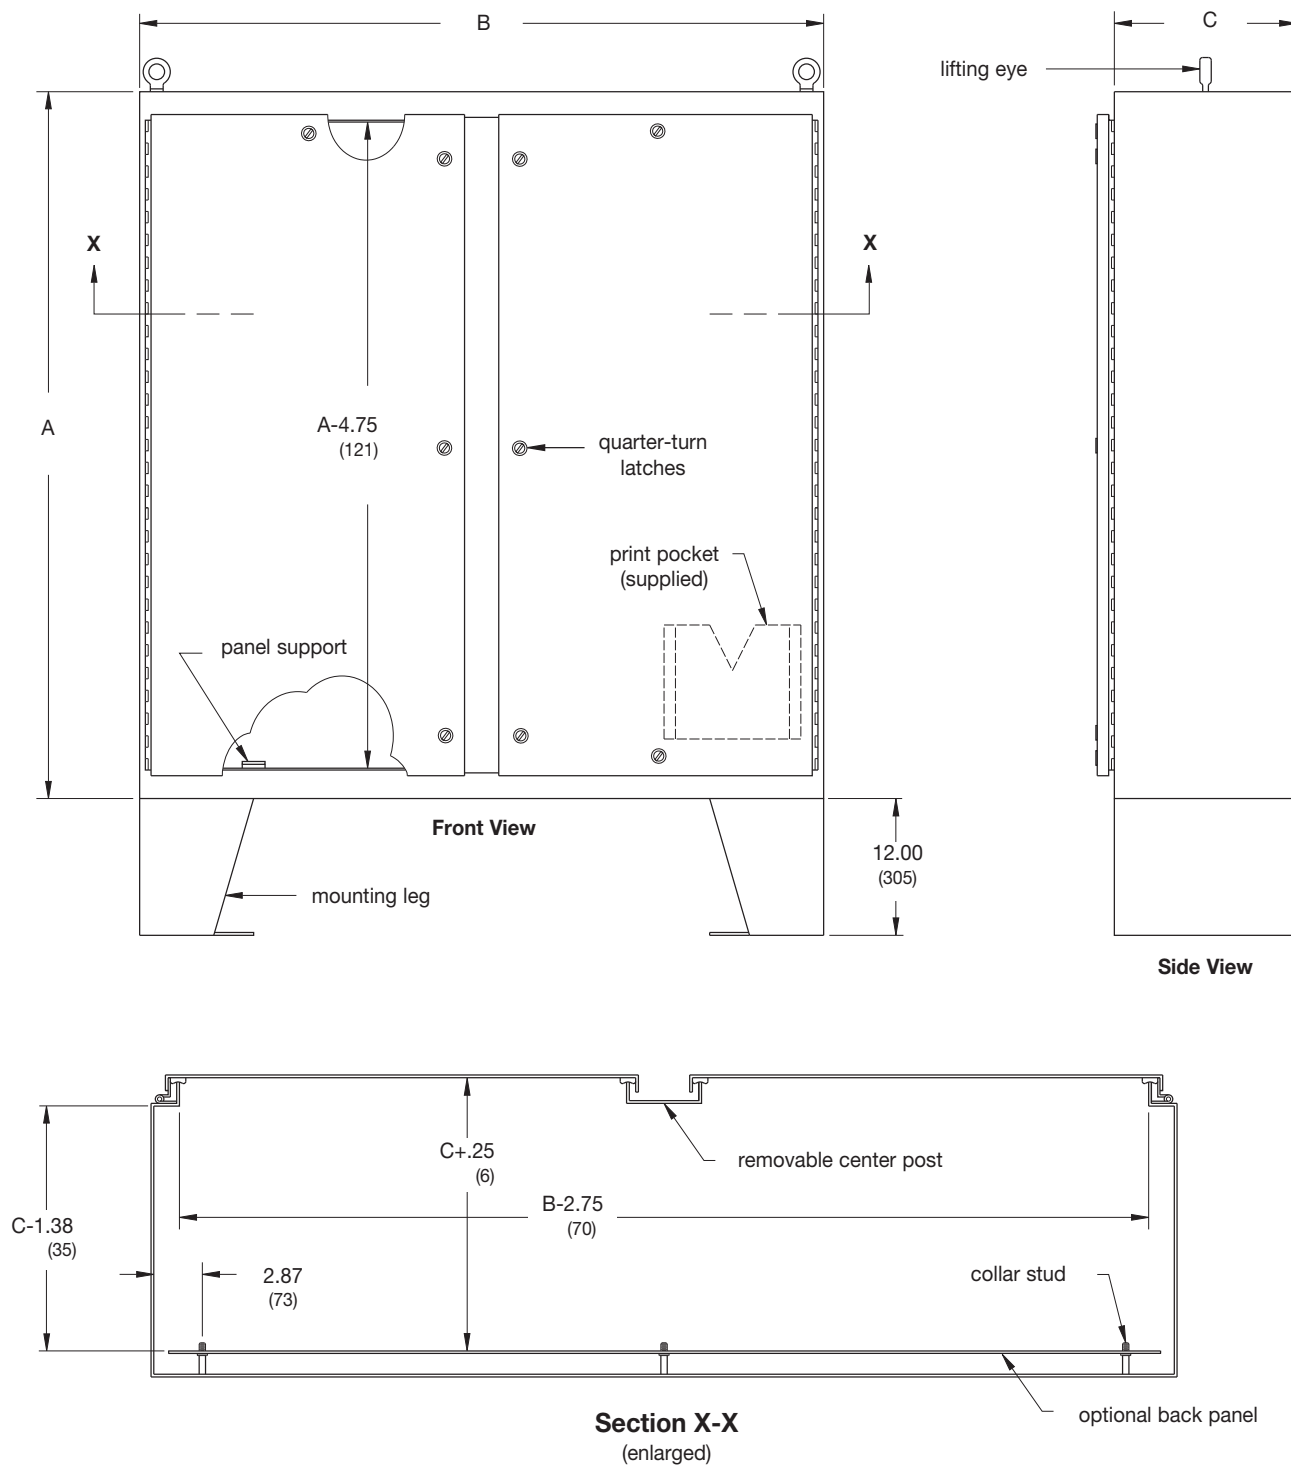 B
C
lifting eye
X
X
A
A-4.75
(121)
quarter-turn
latches
print pocket
(supplied)
panel support
Front View
12.00
(305)
mounting leg
Side View
C+.25
(6)
removable center post
B-2.75
(70)
C-1.38
(35)
2.87
(73)
collar stud
optional back panel
Section X-X
(enlarged)